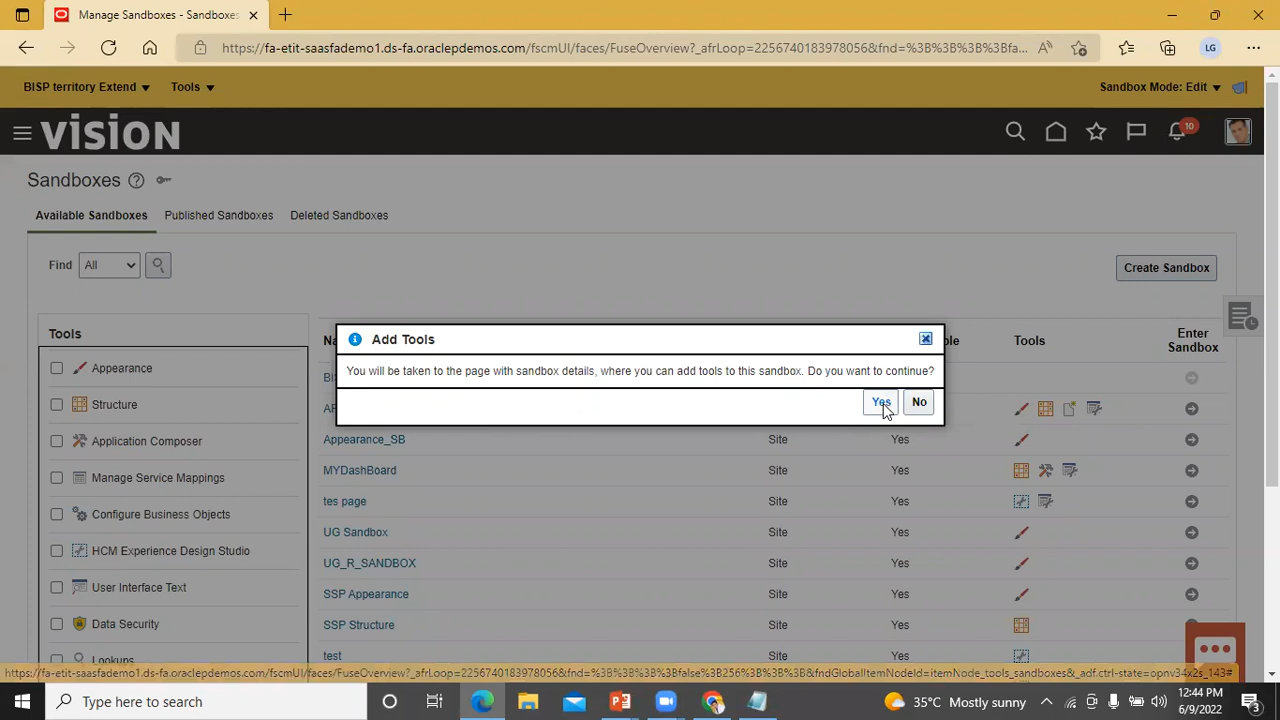 Manage Sandboxes - Sandboxes
https://fa-etit-saasfademo1.ds-fa.oraclepdemos.com/fscmUI/faces/FuseOverview?_afrLoop=2256740183978056&fnd=%3B%3B%3B%3Bfa...
LG
BISP territory Extend
Tools
Sandbox Mode: Edit
VISION
10
Sandboxes
Available Sandboxes
Published Sandboxes
Deleted Sandboxes
Find
All
Create Sandbox
Tools
Appearance
Structure
Application Composer
Manage Service Mappings
Configure Business Objects
HCM Experience Design Studio
User Interface Text
Data Security
Lookups
Tools
Enter
Sandbox
Add Tools
You will be taken to the page with sandbox details, where you can add tools to this sandbox. Do you want to continue?
Yes
No
Appearance_SB Site Yes
MYDashBoard Site Yes
tes page Site Yes
UG Sandbox Site Yes
UG_R_SANDBOX Site Yes
SSP Appearance Site Yes
SSP Structure Site Yes
test Site Yes
https://fa-etit-saasfademo1.ds-fa.oraclepdemos.com/fscmUI/faces/FuseOverview?_afrLoop=2256740183978056&fnd=%3B%3B%3B%3Bfalse%3B256%3B%3B%3B&fndGlobalItemNodeId=itemNode_tools_sandboxes&_adf.ctrl-state=opnv34x2s_143#
Type here to search
35°C Mostly sunny
12:44 PM
6/9/2022
3